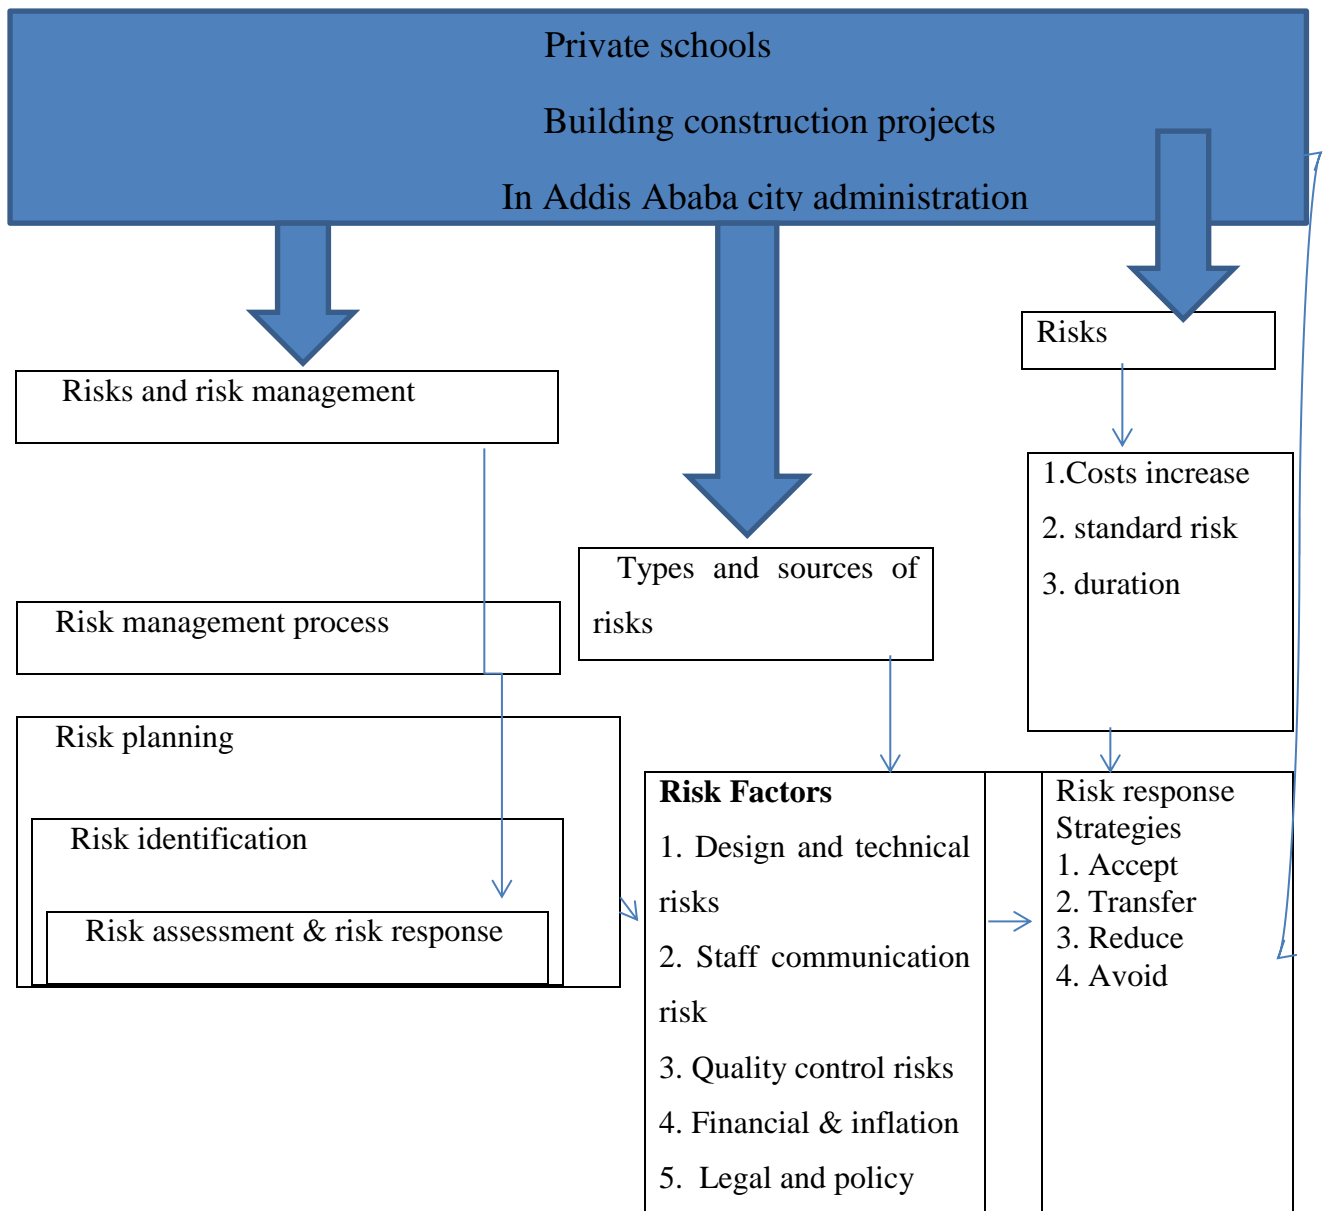 Private schools
Building construction projects
In Addis Ababa city administration
Risks
Risks and risk management
1.Costs increase
2. standard risk
3. duration
Types and sources of
risks
Risk management process
Risk planning
Risk identification
Risk assessment & risk response
Risk Factors
1. Design and technical
risks
2. Staff communication
risk
3. Quality control risks
4. Financial & inflation
5. Legal and policy
Risk response
Strategies
1. Accept
2. Transfer
3. Reduce
4. Avoid